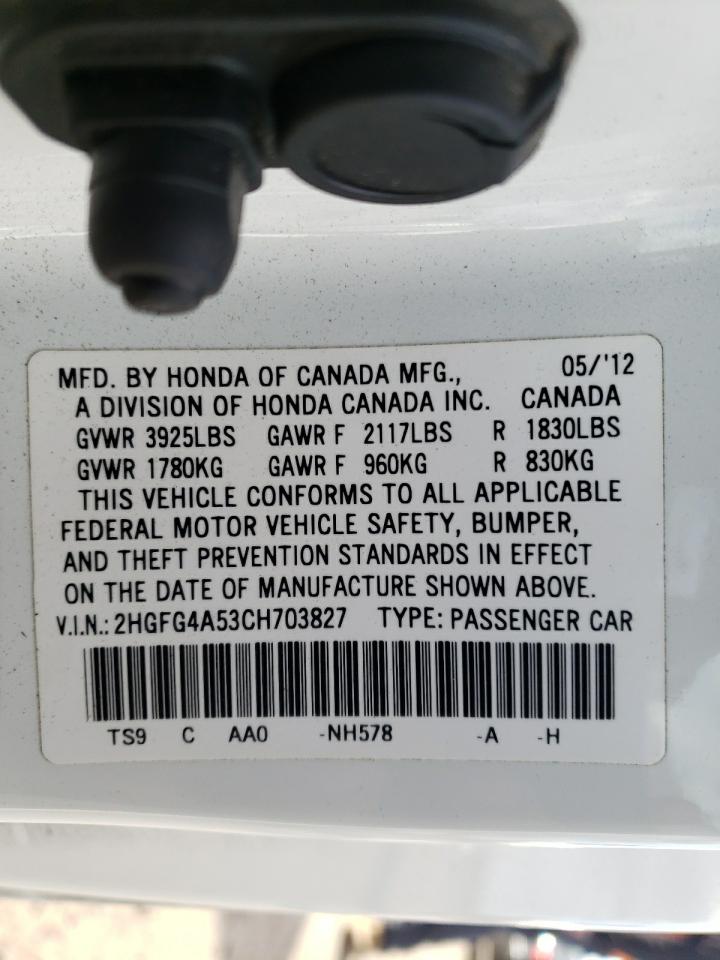 MFD. BY HONDA OF CANADA MFG., 05/'12
A DIVISION OF HONDA CANADA INC. CANADA
GVWR 3925LBS GAWR F 2117LBS R 1830LBS
GVWR 1780KG GAWR F 960KG R 830KG
THIS VEHICLE CONFORMS TO ALL APPLICABLE
FEDERAL MOTOR VEHICLE SAFETY, BUMPER,
AND THEFT PREVENTION STANDARDS IN EFFECT
ON THE DATE OF MANUFACTURE SHOWN ABOVE.
V.I.N.: 2HGFG4A53CH703827 TYPE: PASSENGER CAR
TS9 C AA0 -NH578 -A -H